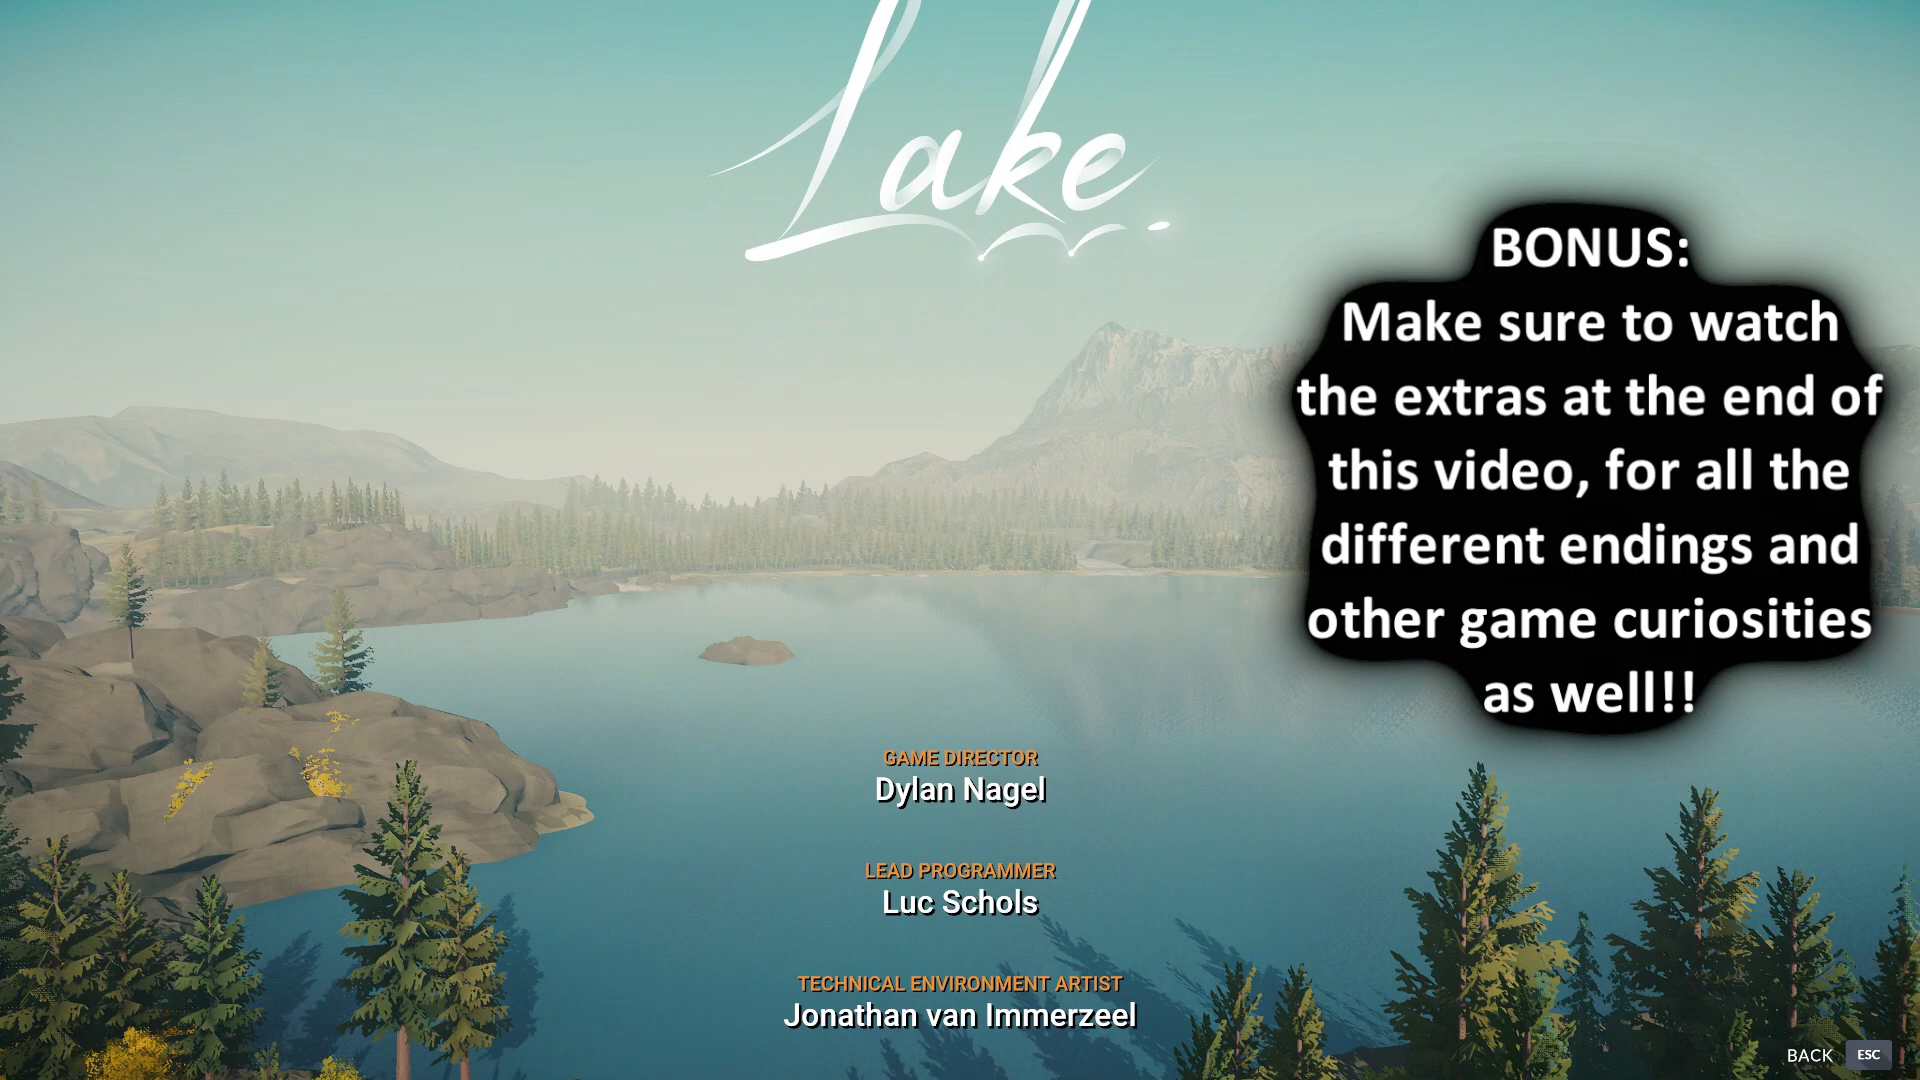 Lake
BONUS:
Make sure to watch
the extras at the end of
this video, for all the
different endings and
other game curiosities
as well!!
GAME DIRECTOR
Dylan Nagel
LEAD PROGRAMMER
Luc Schols
TECHNICAL ENVIRONMENT ARTIST
Jonathan van Immerzeel
BACK ESC